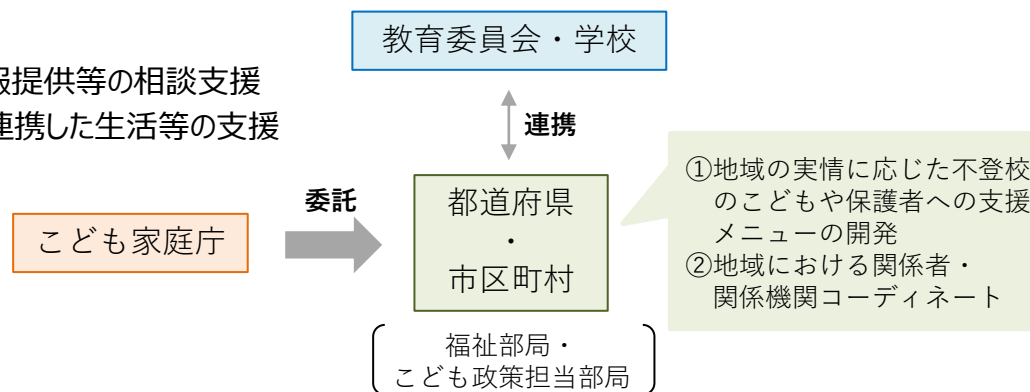 教育委員会・学校
報提供等の相談支援
連携した生活等の支援
連携
委託
こども家庭庁
都道府県
・
市区町村
①地域の実情に応じた不登校
のこどもや保護者への支援
メニューの開発
②地域における関係者・
関係機関コーディネート
福祉部局・
こども政策担当部局